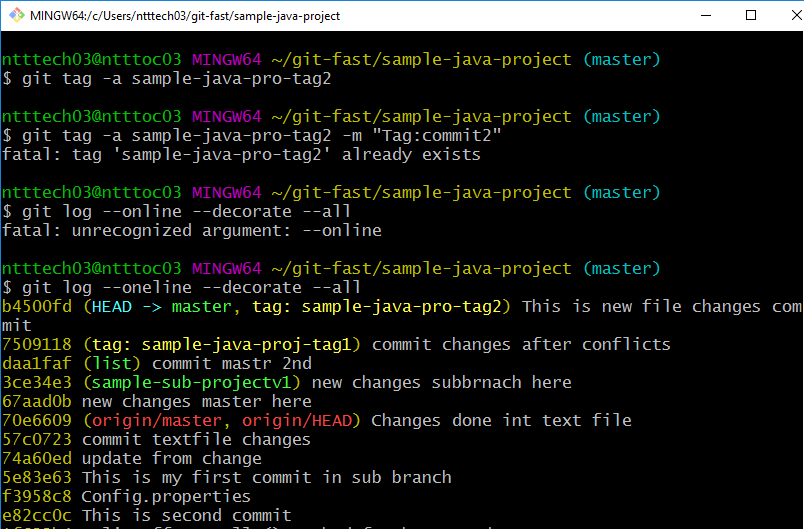 MINGW64:/c/Users/ntttech03/git-fast/sample-java-project
ntttech03@ntttoc03 MINGW64 ~/git-fast/sample-java-project (master)
$ git tag -a sample-java-pro-tag2
ntttech03@ntttoc03 MINGW64 ~/git-fast/sample-java-project (master)
$ git tag -a sample-java-pro-tag2 -m "Tag:commit2"
fatal: tag 'sample-java-pro-tag2' already exists
ntttech03@ntttoc03 MINGW64 ~/git-fast/sample-java-project (master)
$ git log --online --decorate --all
fatal: unrecognized argument: --online
ntttech03@ntttoc03 MINGW64 ~/git-fast/sample-java-project (master)
$ git log --oneline --decorate --all
b4500fd (HEAD -> master, tag: sample-java-pro-tag2) This is new file changes com
mit
7509118 (tag: sample-java-proj-tag1) commit changes after conflicts
daa1faf (list) commit mastr 2nd
3ce34e3 (sample-sub-projectv1) new changes subbrnach here
67aad0b new changes master here
70e6609 (origin/master, origin/HEAD) Changes done int text file
57c0723 commit textfile changes
74a60ed update from change
5e83e63 This is my first commit in sub branch
f3958c8 Config.properties
e82cc0c This is second commit